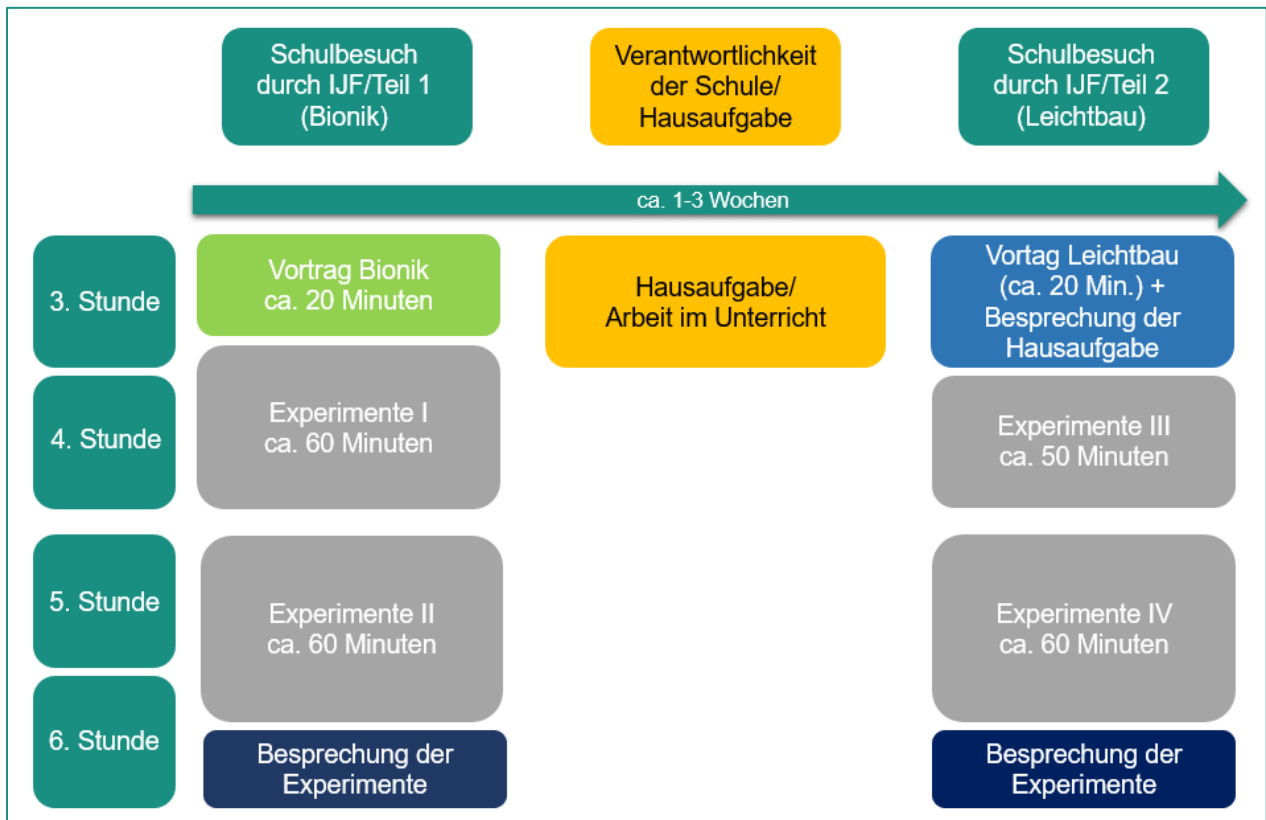 Schulbesuch
durch IJF/Teil 1
(Bionik)
Verantwortlichkeit
der Schule/
Hausaufgabe
Schulbesuch
durch IJF/Teil 2
(Leichtbau)
ca. 1-3 Wochen
3. Stunde
Vortrag Bionik
ca. 20 Minuten
Hausaufgabe/
Arbeit im Unterricht
Vortag Leichtbau
(ca. 20 Min.) +
Besprechung der
Hausaufgabe
4. Stunde
Experimente I
ca. 60 Minuten
Experimente III
ca. 50 Minuten
5. Stunde
Experimente II
ca. 60 Minuten
Experimente IV
ca. 60 Minuten
6. Stunde
Besprechung der
Experimente
Besprechung der
Experimente